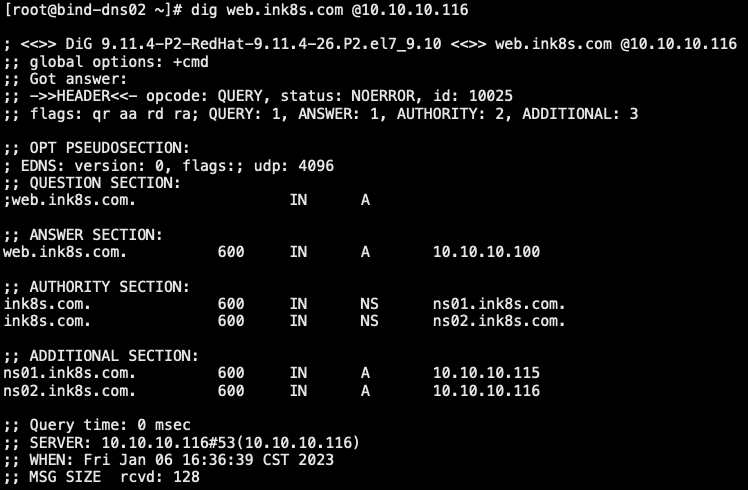 [root@bind-dns02 ~]# dig web.ink8s.com @10.10.10.116
; <<>> DiG 9.11.4-P2-RedHat-9.11.4-26.P2.el7_9.10 <<>> web.ink8s.com @10.10.10.116
;; global options: +cmd
;; Got answer:
;; ->>HEADER<<- opcode: QUERY, status: NOERROR, id: 10025
;; flags: qr aa rd ra; QUERY: 1, ANSWER: 1, AUTHORITY: 2, ADDITIONAL: 3
;; OPT PSEUDOSECTION:
; EDNS: version: 0, flags:; udp: 4096
;; QUESTION SECTION:
;web.ink8s.com. IN A
;; ANSWER SECTION:
web.ink8s.com. 600 IN A 10.10.10.100
;; AUTHORITY SECTION:
ink8s.com. 600 IN NS ns01.ink8s.com.
ink8s.com. 600 IN NS ns02.ink8s.com.
;; ADDITIONAL SECTION:
ns01.ink8s.com. 600 IN A 10.10.10.115
ns02.ink8s.com. 600 IN A 10.10.10.116
;; Query time: 0 msec
;; SERVER: 10.10.10.116#53(10.10.10.116)
;; WHEN: Fri Jan 06 16:36:39 CST 2023
;; MSG SIZE rcvd: 128